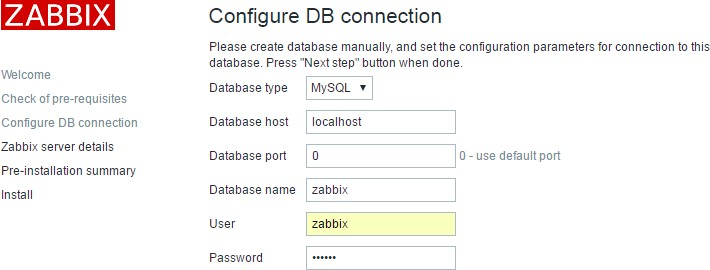 ZABBIX
Welcome
Check of pre-requisites
Configure DB connection
Zabbix server details
Pre-installation summary
Install
Configure DB connection
Please create database manually, and set the configuration parameters for connection to this
database. Press "Next step" button when done.
Database type MySQL ▼
Database host localhost
Database port 0 0 - use default port
Database name zabbix
User zabbix
Password ••••••